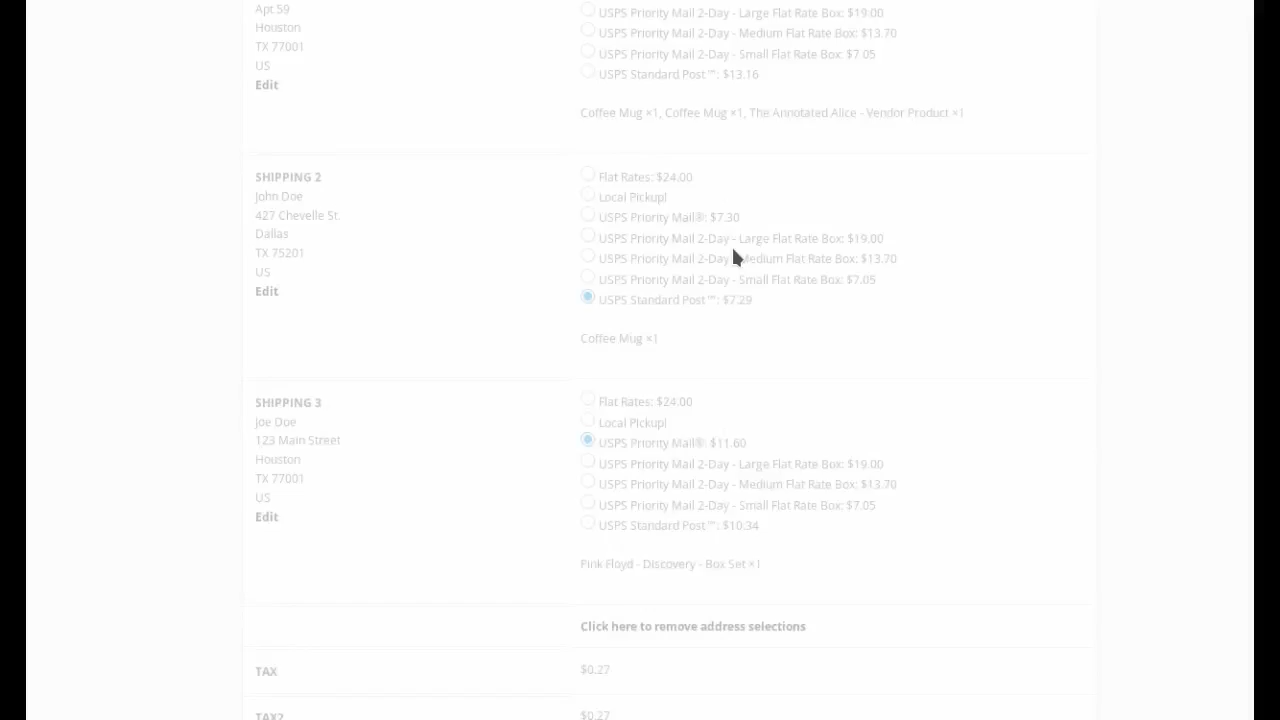 Apt 59
Houston
TX 77001
US
Edit
USPS Priority Mail 2-Day - Large Flat Rate Box: $19.00
USPS Priority Mail 2-Day - Medium Flat Rate Box: $13.70
USPS Priority Mail 2-Day - Small Flat Rate Box: $7.05
USPS Standard Post™: $13.16
Coffee Mug ×1, Coffee Mug ×1, The Annotated Alice - Vendor Product ×1
SHIPPING 2
John Doe
427 Chevelle St.
Dallas
TX 75201
US
Edit
Flat Rates: $24.00
Local Pickup!
USPS Priority Mail®: $7.30
USPS Priority Mail 2-Day - Large Flat Rate Box: $19.00
USPS Priority Mail 2-Day - Medium Flat Rate Box: $13.70
USPS Priority Mail 2-Day - Small Flat Rate Box: $7.05
USPS Standard Post™: $7.29
Coffee Mug ×1
SHIPPING 3
Joe Doe
123 Main Street
Houston
TX 77001
US
Edit
Flat Rates: $24.00
Local Pickup!
USPS Priority Mail®: $11.60
USPS Priority Mail 2-Day - Large Flat Rate Box: $19.00
USPS Priority Mail 2-Day - Medium Flat Rate Box: $13.70
USPS Priority Mail 2-Day - Small Flat Rate Box: $7.05
USPS Standard Post™: $10.34
Pink Floyd - Discovery - Box Set ×1
Click here to remove address selections
TAX
$0.27
TAX2
$0.27